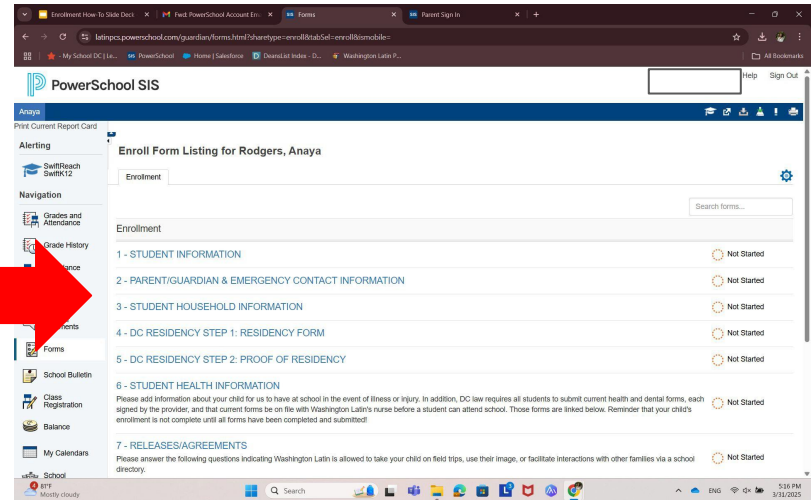 Enrollment How-To Slide Deck
Fwd: PowerSchool Account Em
SIS Forms
SIS Parent Sign In
latinpcs.powerschool.com/guardian/forms.html?sharetype=enroll8&tabSel=enroll8&ismobile=
- My School DC | Le...
SIS PowerSchool
Home | Salesforce
DeansList Index - D...
Washington Latin P...
All Bookmarks
PowerSchool SIS
Help
Sign Out
Anaya
Print Current Report Card
Alerting
SwiftReach
SwiftK12
Navigation
Grades and
Attendance
Grade History
Forms
School Bulletin
Class
Registration
Balance
My Calendars
School
Enroll Form Listing for Rodgers, Anaya
Enrollment
Search forms...
Enrollment
1 - STUDENT INFORMATION
Not Started
2 - PARENT/GUARDIAN & EMERGENCY CONTACT INFORMATION
Not Started
3 - STUDENT HOUSEHOLD INFORMATION
Not Started
4 - DC RESIDENCY STEP 1: RESIDENCY FORM
Not Started
5 - DC RESIDENCY STEP 2: PROOF OF RESIDENCY
Not Started
6 - STUDENT HEALTH INFORMATION
Please add information about your child for us to have at school in the event of illness or injury. In addition, DC law requires all students to submit current health and dental forms, each
signed by the provider, and that current forms be on file with Washington Latin's nurse before a student can attend school. Those forms are linked below. Reminder that your child's
enrollment is not complete until all forms have been completed and submitted!
Not Started
7 - RELEASES/AGREEMENTS
Please answer the following questions indicating Washington Latin is allowed to take your child on field trips, use their image, or facilitate interactions with other families via a school
directory.
Not Started
81°F
Mostly cloudy
Search
ENG
5:16 PM
3/31/2025